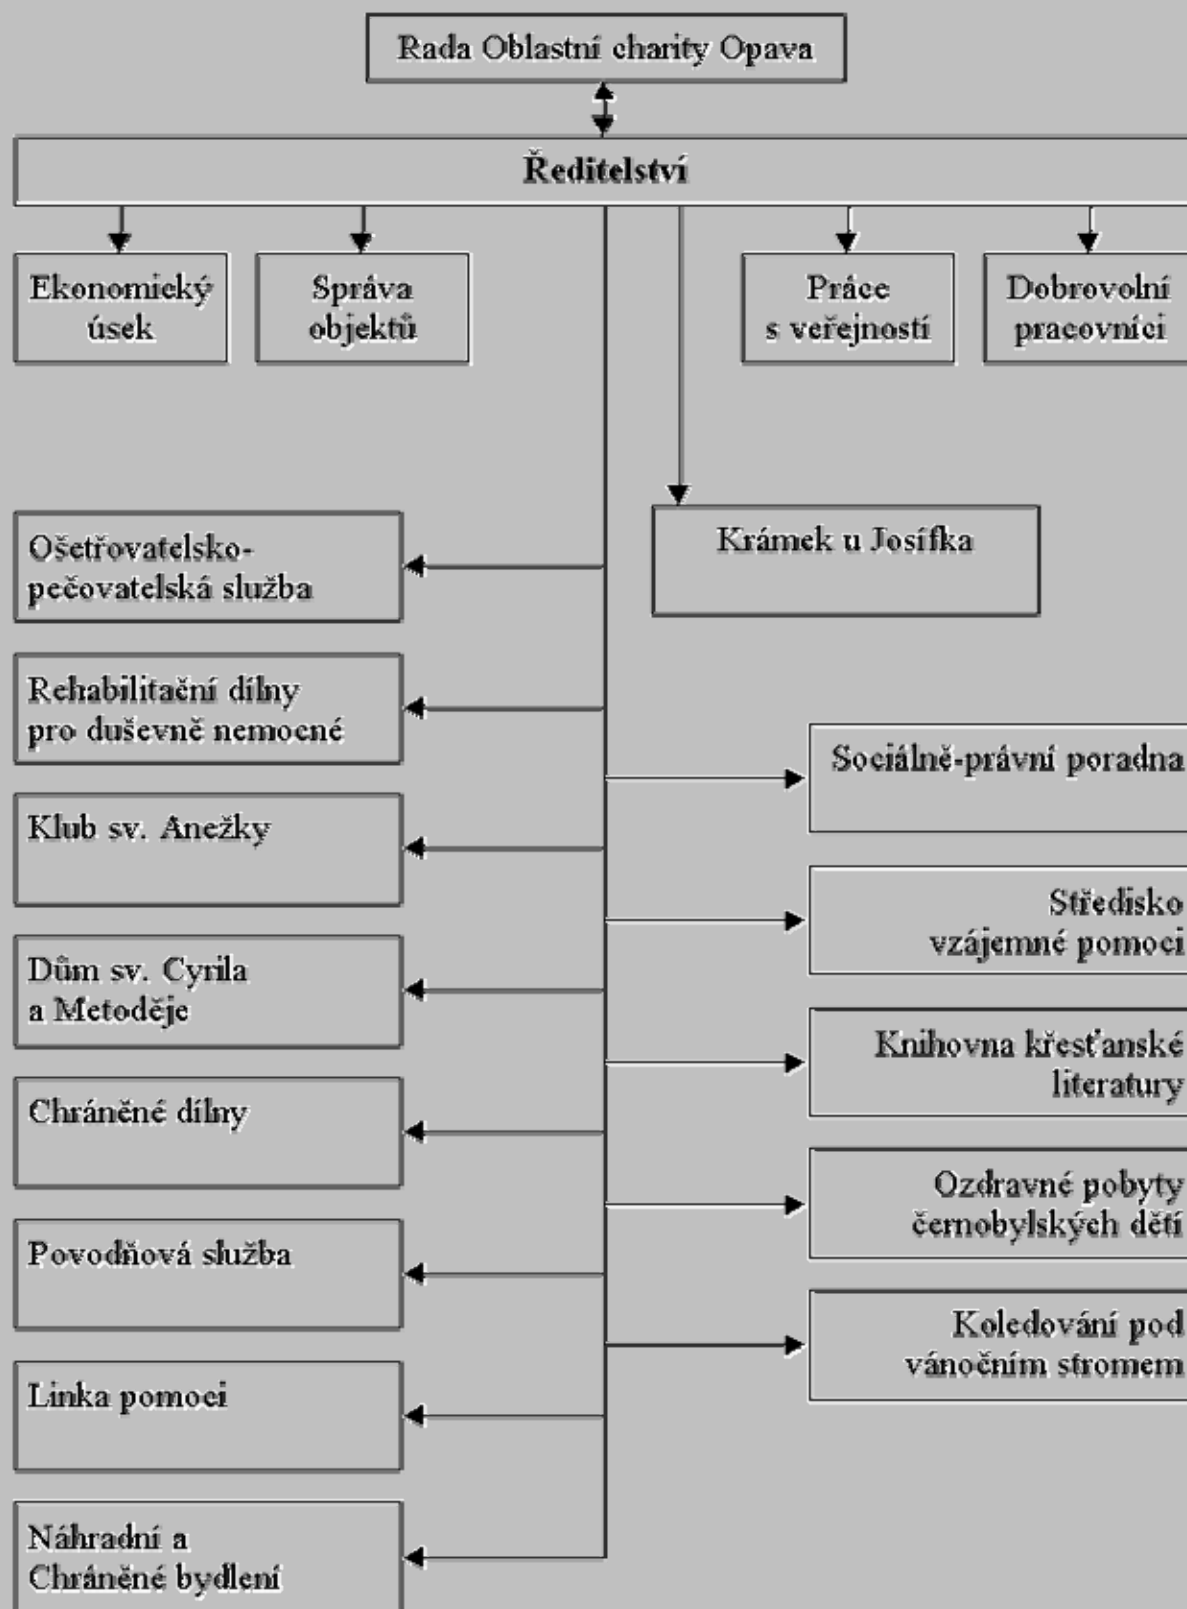 Rada Oblastní charity Opava
Ředitelství
Ekonomický
úsek
Správa
objektů
Práce
s veřejností
Dobrovolní
pracovníci
Krámek u Josífka
Ošetřovatelsko-
pečovatelská služba
Rehabilitační dílny
pro duševně nemocné
Klub sv. Anežky
Dům sv. Cyrila
a Metoděje
Chráněné dílny
Povodňová služba
Linka pomoci
Náhradní a
Chráněné bydlení
Sociálně-právní poradna
Středisko
vzájemné pomoci
Knihovna křesťanské
literatury
Ozdravné pobyty
černobylských dětí
Koledování pod
vánočním stromem